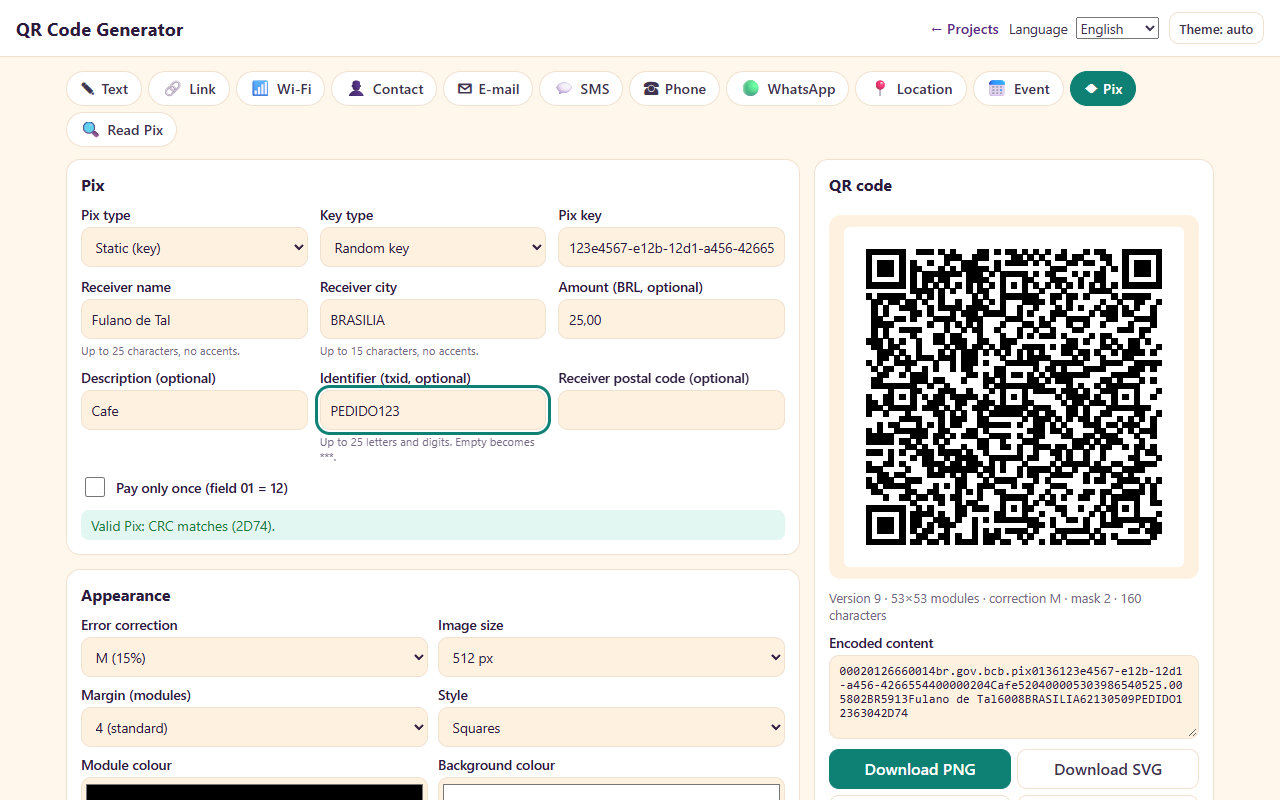 QR Code Generator
← Projects Language English Theme: auto
Text Link Wi-Fi Contact E-mail SMS Phone WhatsApp Location Event Pix
Read Pix
Pix
Pix type Key type Pix key
Static (key) Random key 123e4567-e12b-12d1-a456-42665
Receiver name Receiver city Amount (BRL, optional)
Fulano de Tal BRASILIA 25,00
Up to 25 characters, no accents. Up to 15 characters, no accents.
Description (optional) Identifier (txid, optional) Receiver postal code (optional)
Cafe PEDIDO123
Up to 25 letters and digits. Empty becomes
***.
Pay only once (field 01 = 12)
Valid Pix: CRC matches (2D74).
Appearance
Error correction Image size
M (15%) 512 px
Margin (modules) Style
4 (standard) Squares
Module colour Background colour
QR code
Version 9 · 53×53 modules · correction M · mask 2 · 160
characters
Encoded content
00020126660014br.gov.bcb.pix0136123e4567-e12b-12d1
-a456-4266554400000204Cafe520400005303986540525.00
5802BR5913Fulano de Tal6008BRASILIA62130509PEDIDO1
2363042D74
Download PNG Download SVG